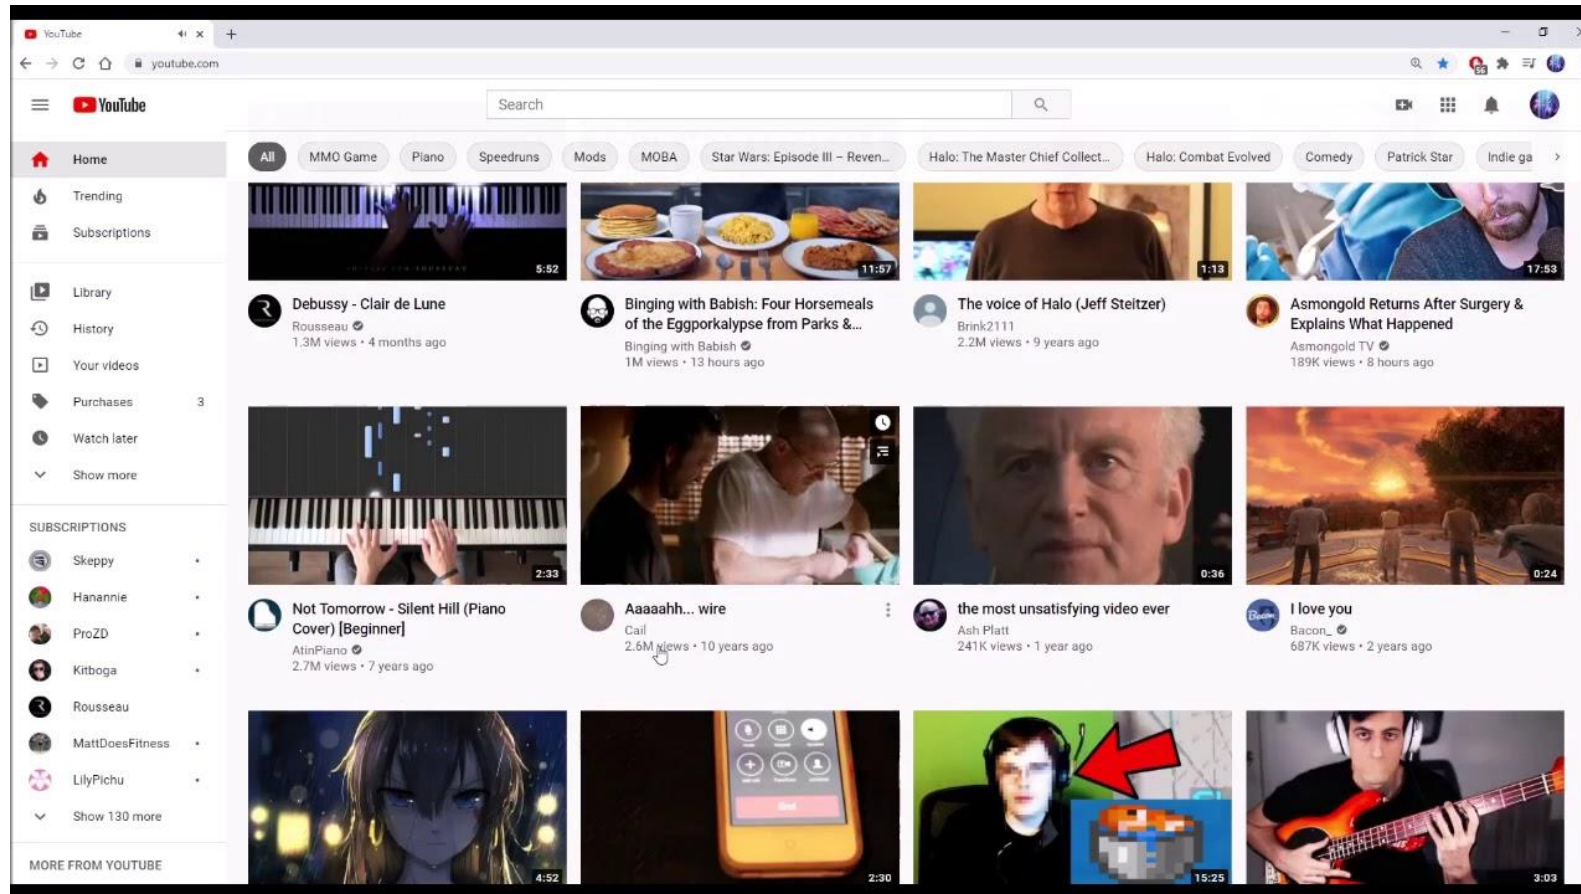 YouTube
youtube.com
YouTube
Search
Home
Trending
Subscriptions
Library
History
Your videos
Purchases 3
Watch later
Show more
SUBSCRIPTIONS
Skeppy
Hanannie
ProZD
Kitboga
Rousseau
MattDoesFitness
LilyPichu
Show 130 more
MORE FROM YOUTUBE
All MMO Game Piano Speedruns Mods MOBA Star Wars: Episode III – Reven... Halo: The Master Chief Collect... Halo: Combat Evolved Comedy Patrick Star Indie ga
5:52
Debussy - Clair de Lune
Rousseau
1.3M views • 4 months ago
11:57
Binging with Babish: Four Horsemeals
of the Eggporkalypse from Parks &...
Binging with Babish
1M views • 13 hours ago
1:13
The voice of Halo (Jeff Steitzer)
Brink2111
2.2M views • 9 years ago
17:53
Asmongold Returns After Surgery &
Explains What Happened
Asmongold TV
189K views • 8 hours ago
2:33
Not Tomorrow - Silent Hill (Piano
Cover) [Beginner]
AtinPiano
2.7M views • 7 years ago
Aaaaahh... wire
Cail
2.6M views • 10 years ago
0:36
the most unsatisfying video ever
Ash Platt
241K views • 1 year ago
0:24
I love you
Bacon_
687K views • 2 years ago
4:52
End
2:30
15:25
3:03